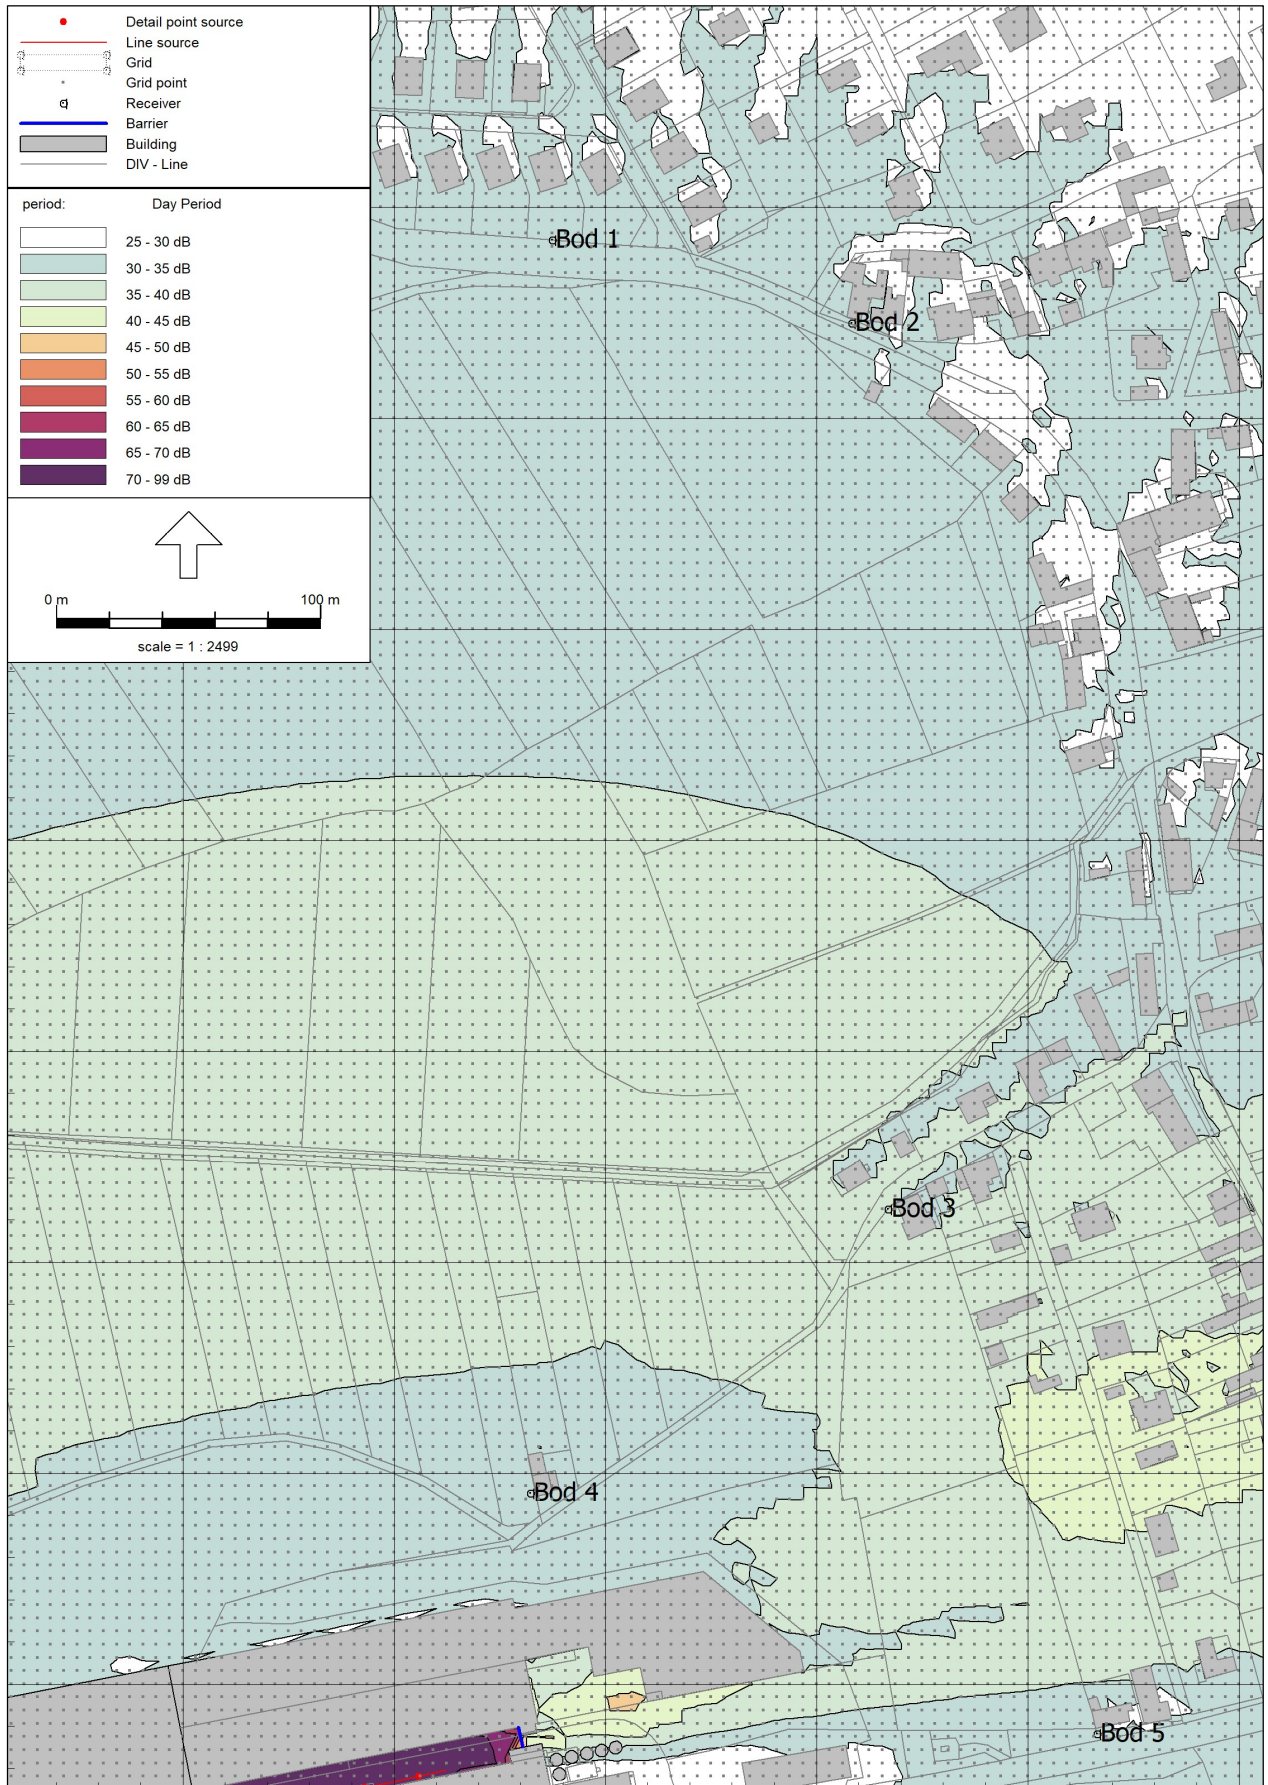 Detail point source
Line source
Grid
Grid point
Receiver
Barrier
Building
DIV - Line
period: Day Period
25 - 30 dB
30 - 35 dB
35 - 40 dB
40 - 45 dB
45 - 50 dB
50 - 55 dB
55 - 60 dB
60 - 65 dB
65 - 70 dB
70 - 99 dB
0 m 100 m
scale = 1 : 2499
Bod 1
Bod 2
Bod 3
Bod 4
Bod 5